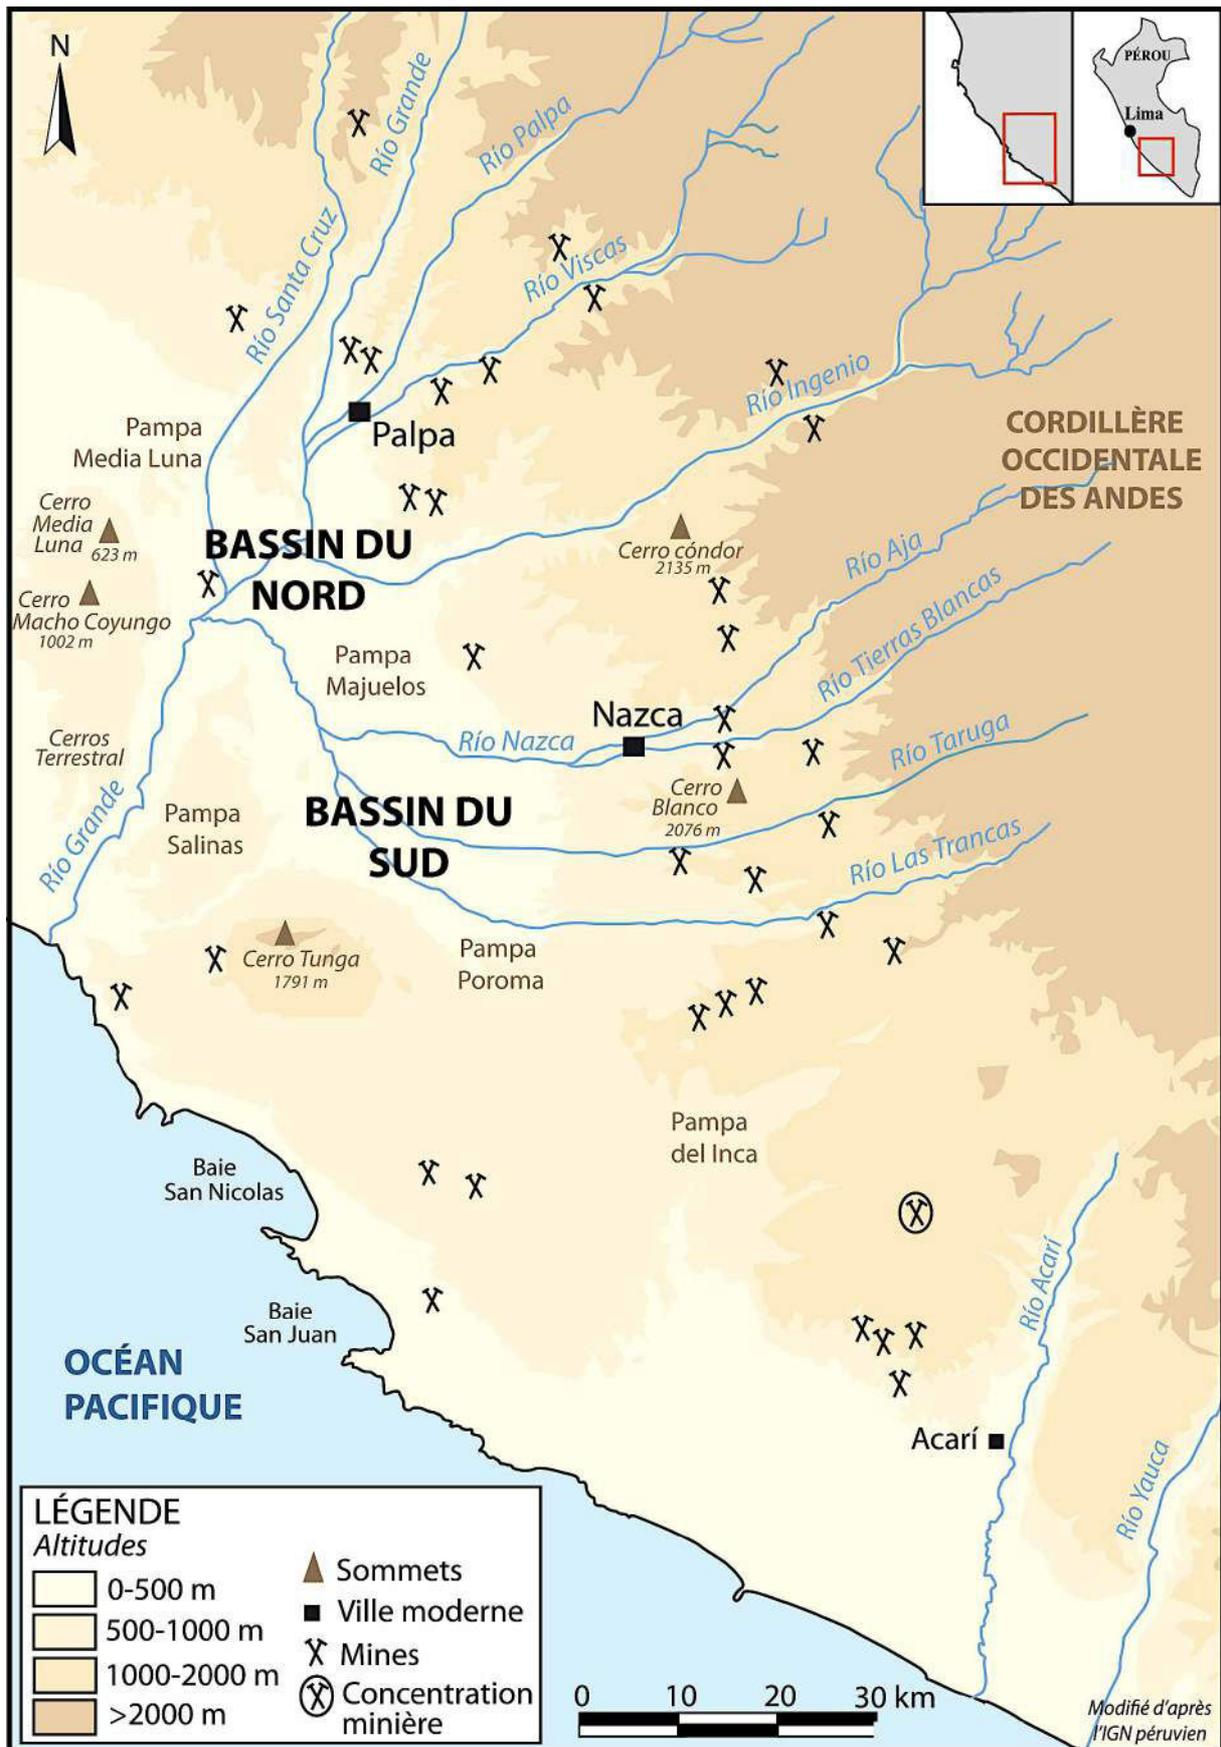 N
PÉROU
Lima
Río Grande
Río Palpa
Río Santa Cruz
Río Viscas
Río Ingenio
Pampa
Media Luna
Palpa
CORDILLÈRE
OCCIDENTALE
DES ANDES
Cerro
Media
Luna 623 m
BASSIN DU
NORD
Cerro cóndor
2135 m
Río Aja
Cerro
Macho Coyungo
1002 m
Río Tierras Blancas
Pampa
Majuelos
Nazca
Río Nazca
Río Taruga
Cerros
Terrestral
Cerro
Blanco
2076 m
Pampa
Salinas
BASSIN DU
SUD
Río Grande
Río Las Trancas
Cerro Tunga
1791 m
Pampa
Poroma
Pampa
del Inca
Baie
San Nicolas
Río Acarí
Baie
San Juan
OCÉAN
PACIFIQUE
Acarí
Río Yauca
LÉGENDE
Altitudes
0-500 m
500-1000 m
1000-2000 m
>2000 m
Sommets
Ville moderne
Mines
Concentration
minière
0 10 20 30 km
Modifié d'après
l'IGN péruvien